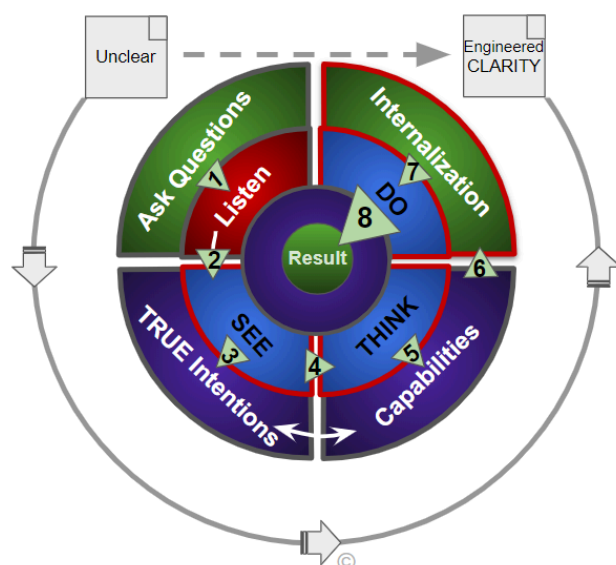 Unclear
Engineered
CLARITY
Ask Questions
Internalization
1
Listen
7
DO
8
2
Result
6
SEE
THINK
3
4
5
TRUE Intentions
Capabilities
©